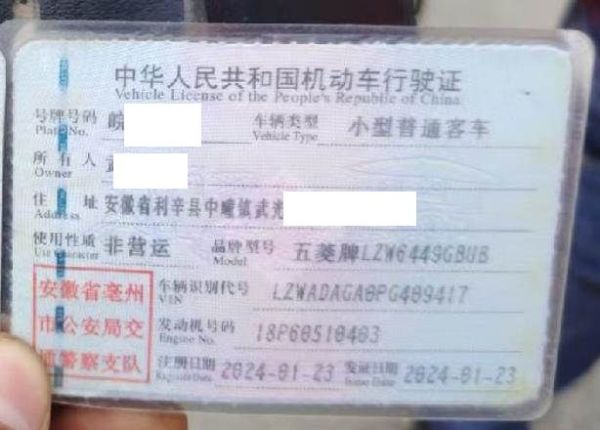 中华人民共和国机动车行驶证
Vehicle License of the People's Republic of China
号牌号码 皖 车辆类型 小型普通客车
Plate No. Vehicle Type
所有人 武
Owner
住址 安徽省利辛县中疃镇武光
Address
使用性质 非营运 品牌型号 五菱牌LZW6449GBUB
Use Character Model
安徽省亳州 车辆识别代号 LZWADAGA0PG409417
VIN
市公安局交 发动机号码 18P60510403
Engine No.
通警察支队 注册日期 2024-01-23 发证日期 2024-01-23
Register Date Issue Date